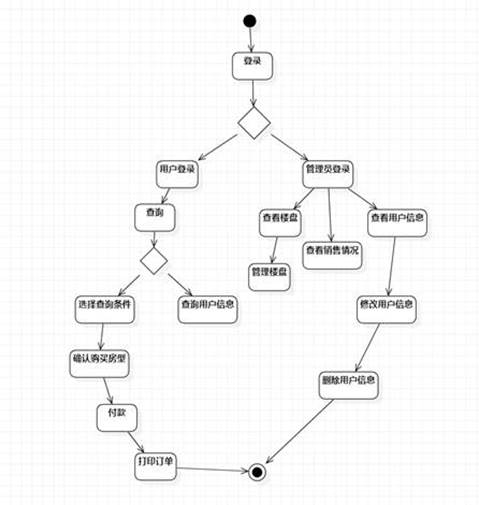 登录
用户登录
管理员登录
查询
查看楼盘
查看用户信息
查看销售情况
管理楼盘
选择查询条件
查询用户信息
修改用户信息
确认购买房型
删除用户信息
付款
打印订单